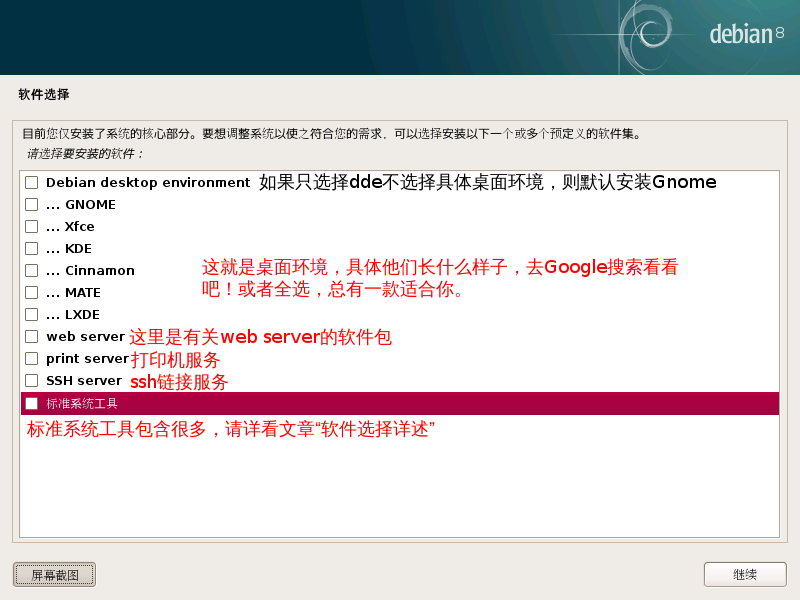 debian 8
软件选择
目前您仅安装了系统的核心部分。要想调整系统以使之符合您的需求，可以选择安装以下一个或多个预定义的软件集。
请选择要安装的软件：
Debian desktop environment 如果只选择dde不选择具体桌面环境，则默认安装Gnome
... GNOME
... Xfce
... KDE
... Cinnamon
这就是桌面环境，具体他们长什么样子，去Google搜索看看
吧！或者全选，总有一款适合你。
... MATE
... LXDE
web server 这里是有关web server的软件包
print server 打印机服务
SSH server ssh链接服务
标准系统工具
标准系统工具包含很多，请详看文章“软件选择详述”
屏幕截图
继续